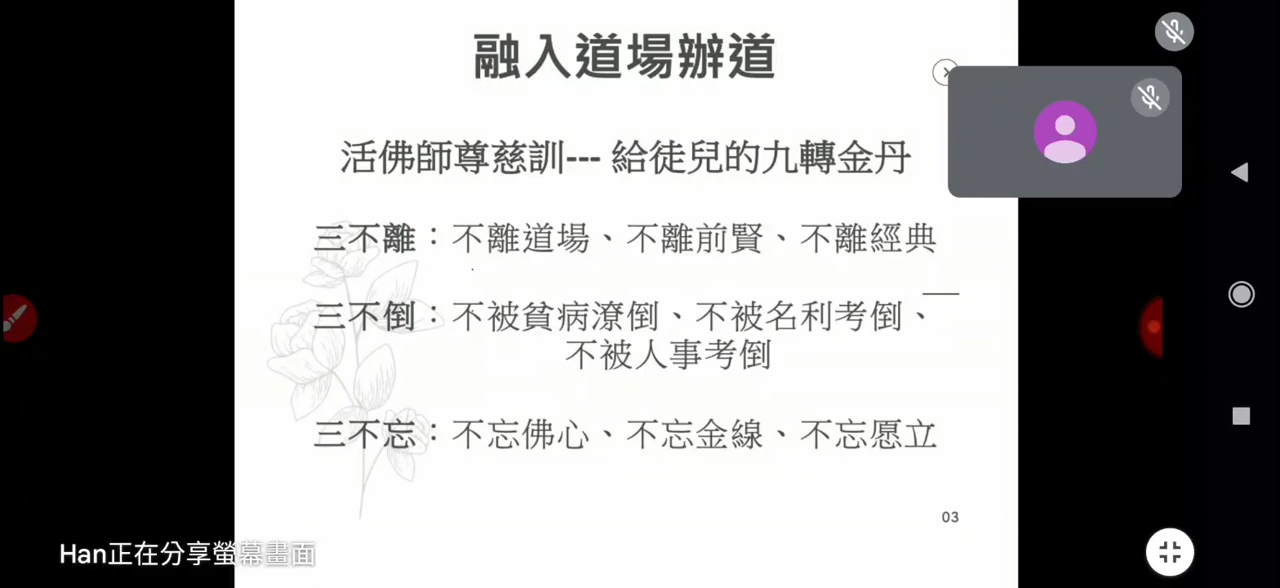 融入道場辦道
活佛師尊慈訓--- 給徒兒的九轉金丹
三不離：不離道場、不離前賢、不離經典
三不倒：不被貧病潦倒、不被名利考倒、
不被人事考倒
三不忘：不忘佛心、不忘金線、不忘愿立
03
Han正在分享螢幕畫面